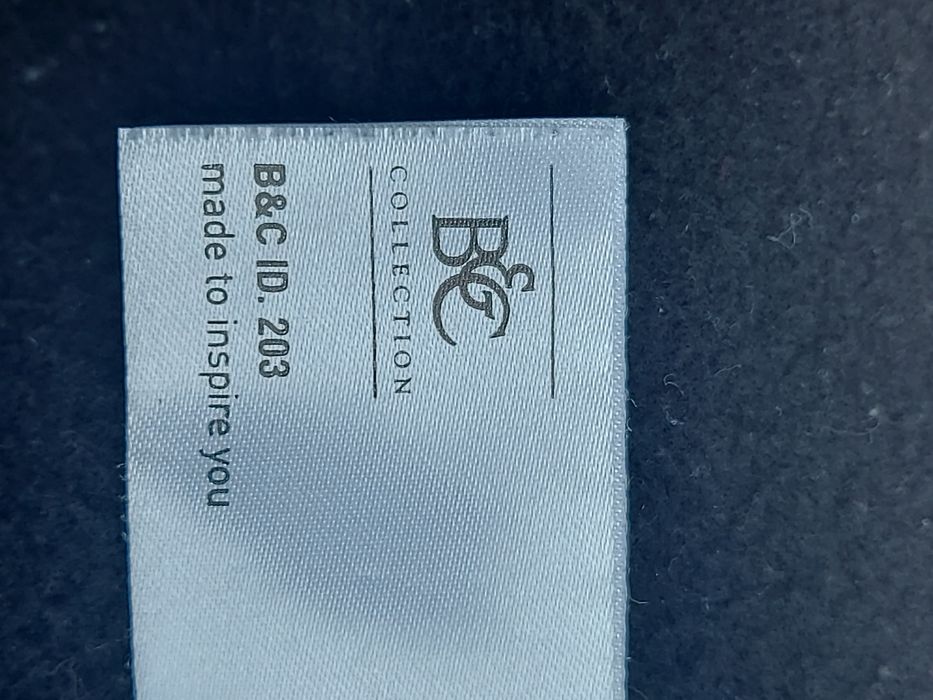 B&C
COLLECTION
B&C ID. 203
made to inspire you